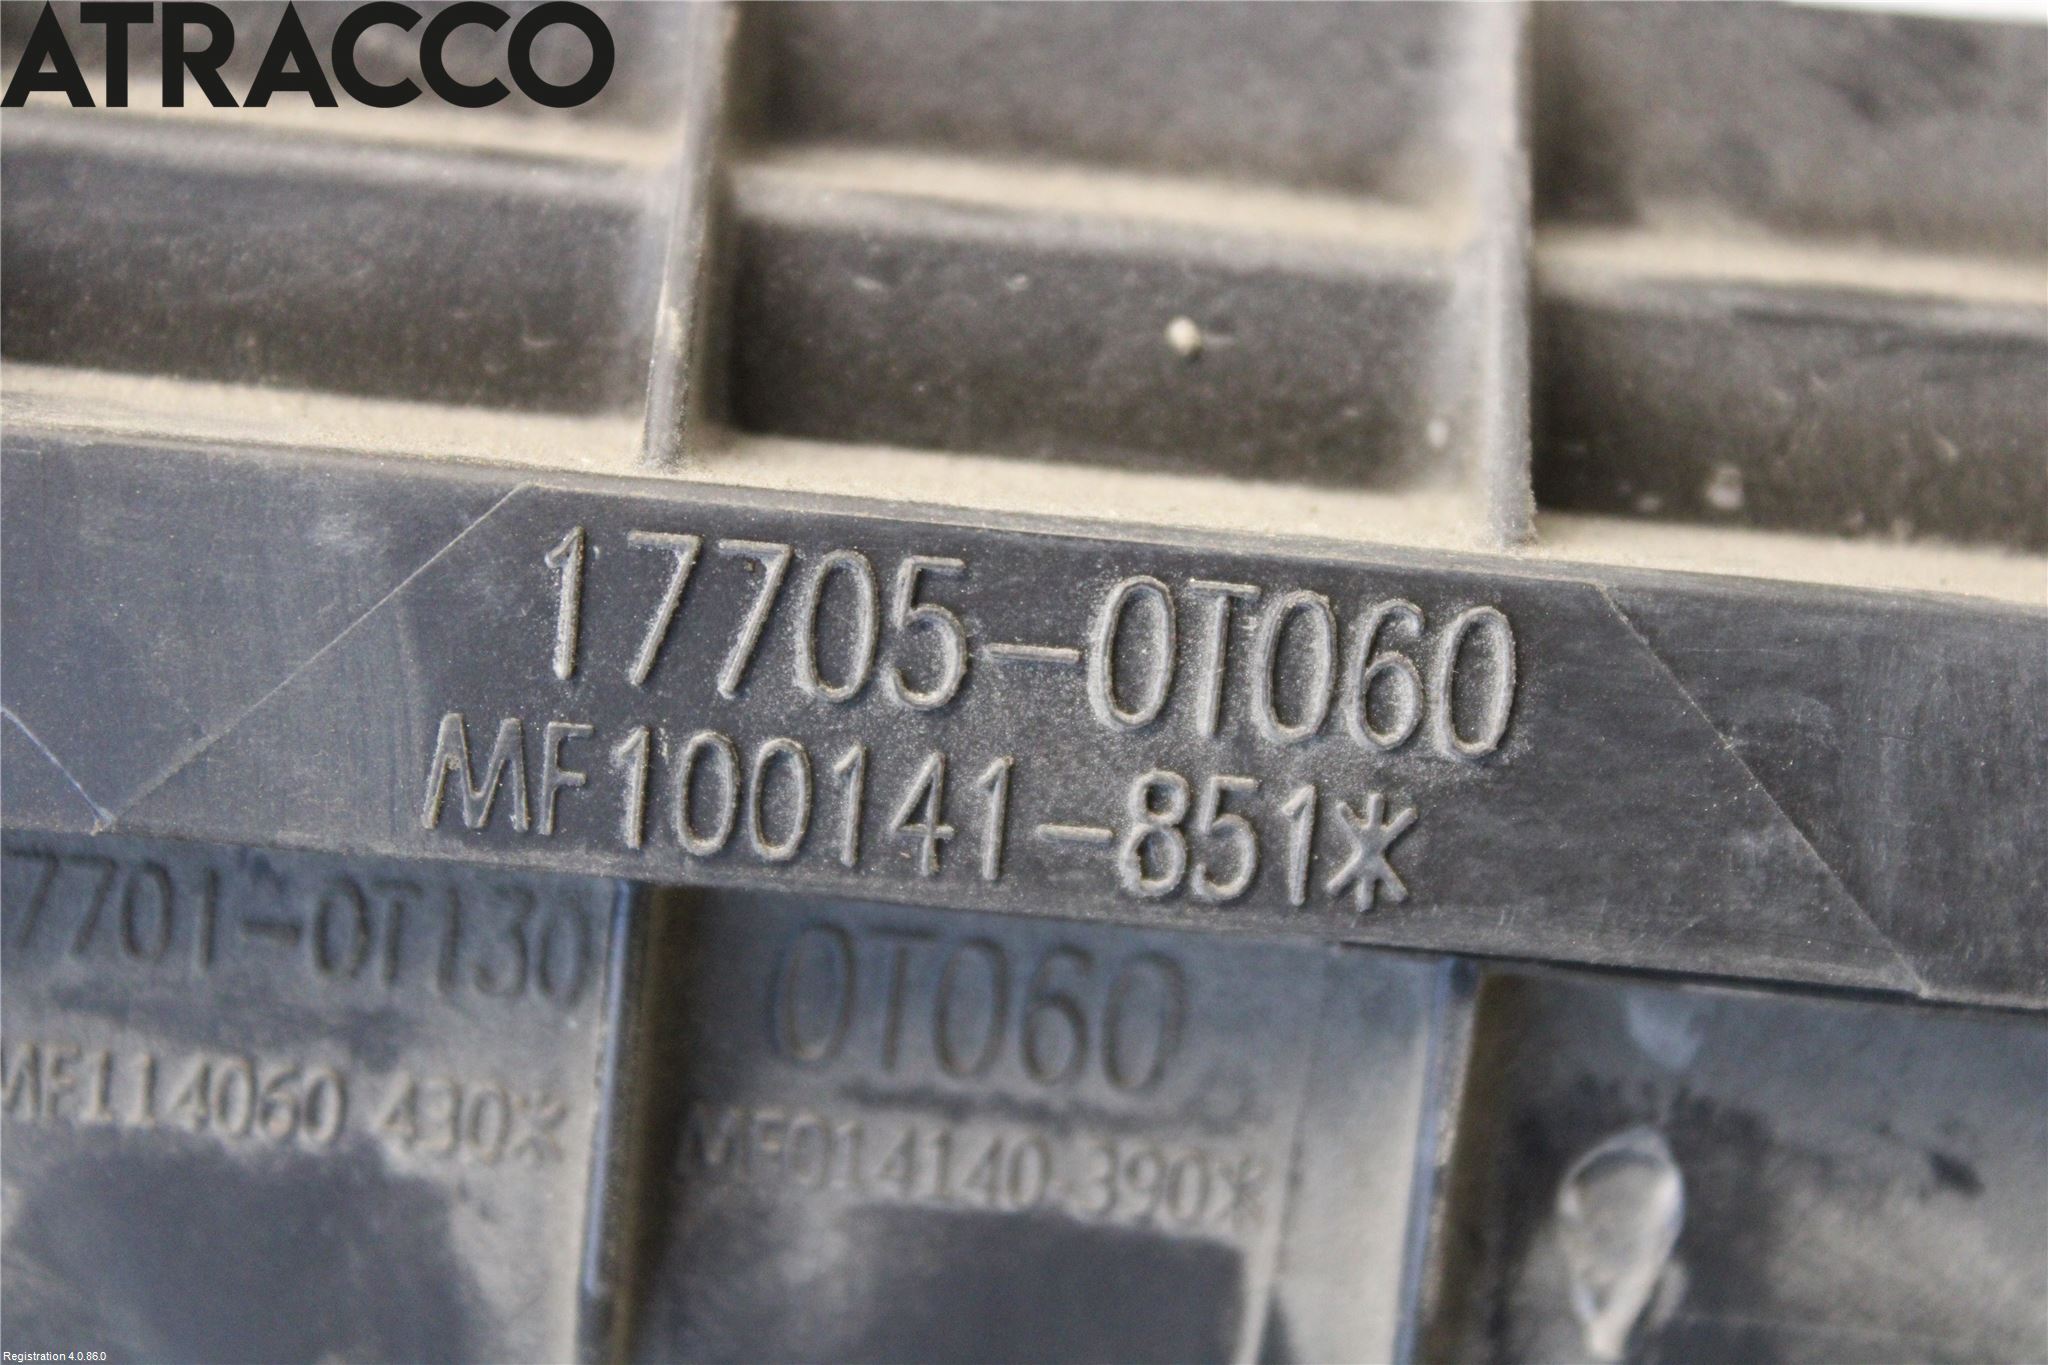 ATRACCO
17705-0T060
MF100141-851*
7701-0T130
0T060
MF114060-430*
MF014140-390*
Registration 4.0.86.0